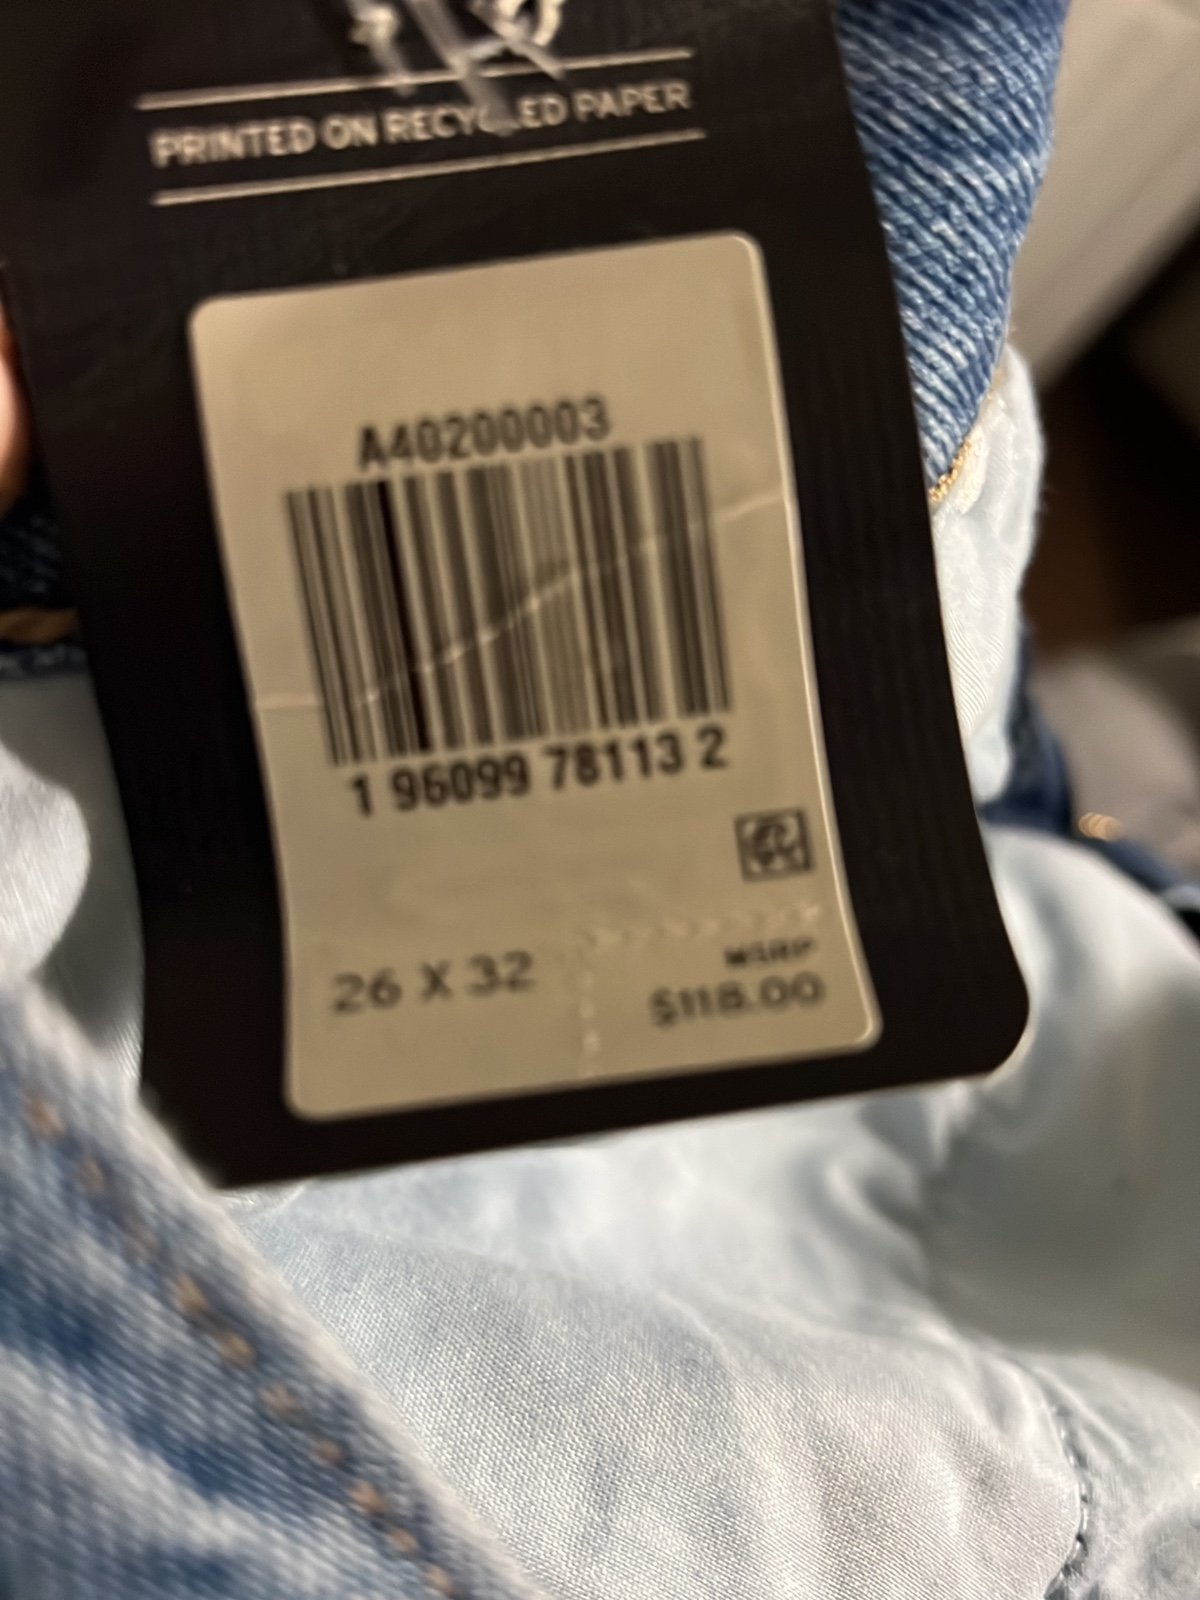 PRINTED ON RECYCLED PAPER
A40200003
1 96099 78113 2
26 X 32
MSRP
$118.00